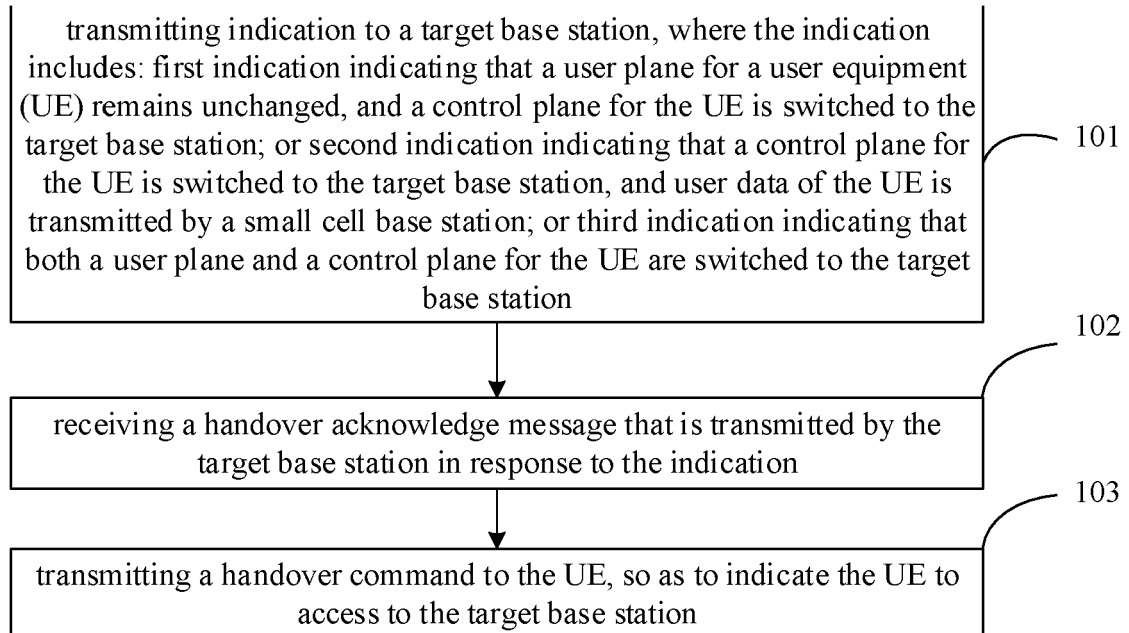 transmitting indication to a target base station, where the indication
includes: first indication indicating that a user plane for a user equipment
(UE) remains unchanged, and a control plane for the UE is switched to the
target base station; or second indication indicating that a control plane for
the UE is switched to the target base station, and user data of the UE is
transmitted by a small cell base station; or third indication indicating that
both a user plane and a control plane for the UE are switched to the target
base station
101
102
receiving a handover acknowledge message that is transmitted by the
target base station in response to the indication
103
transmitting a handover command to the UE, so as to indicate the UE to
access to the target base station